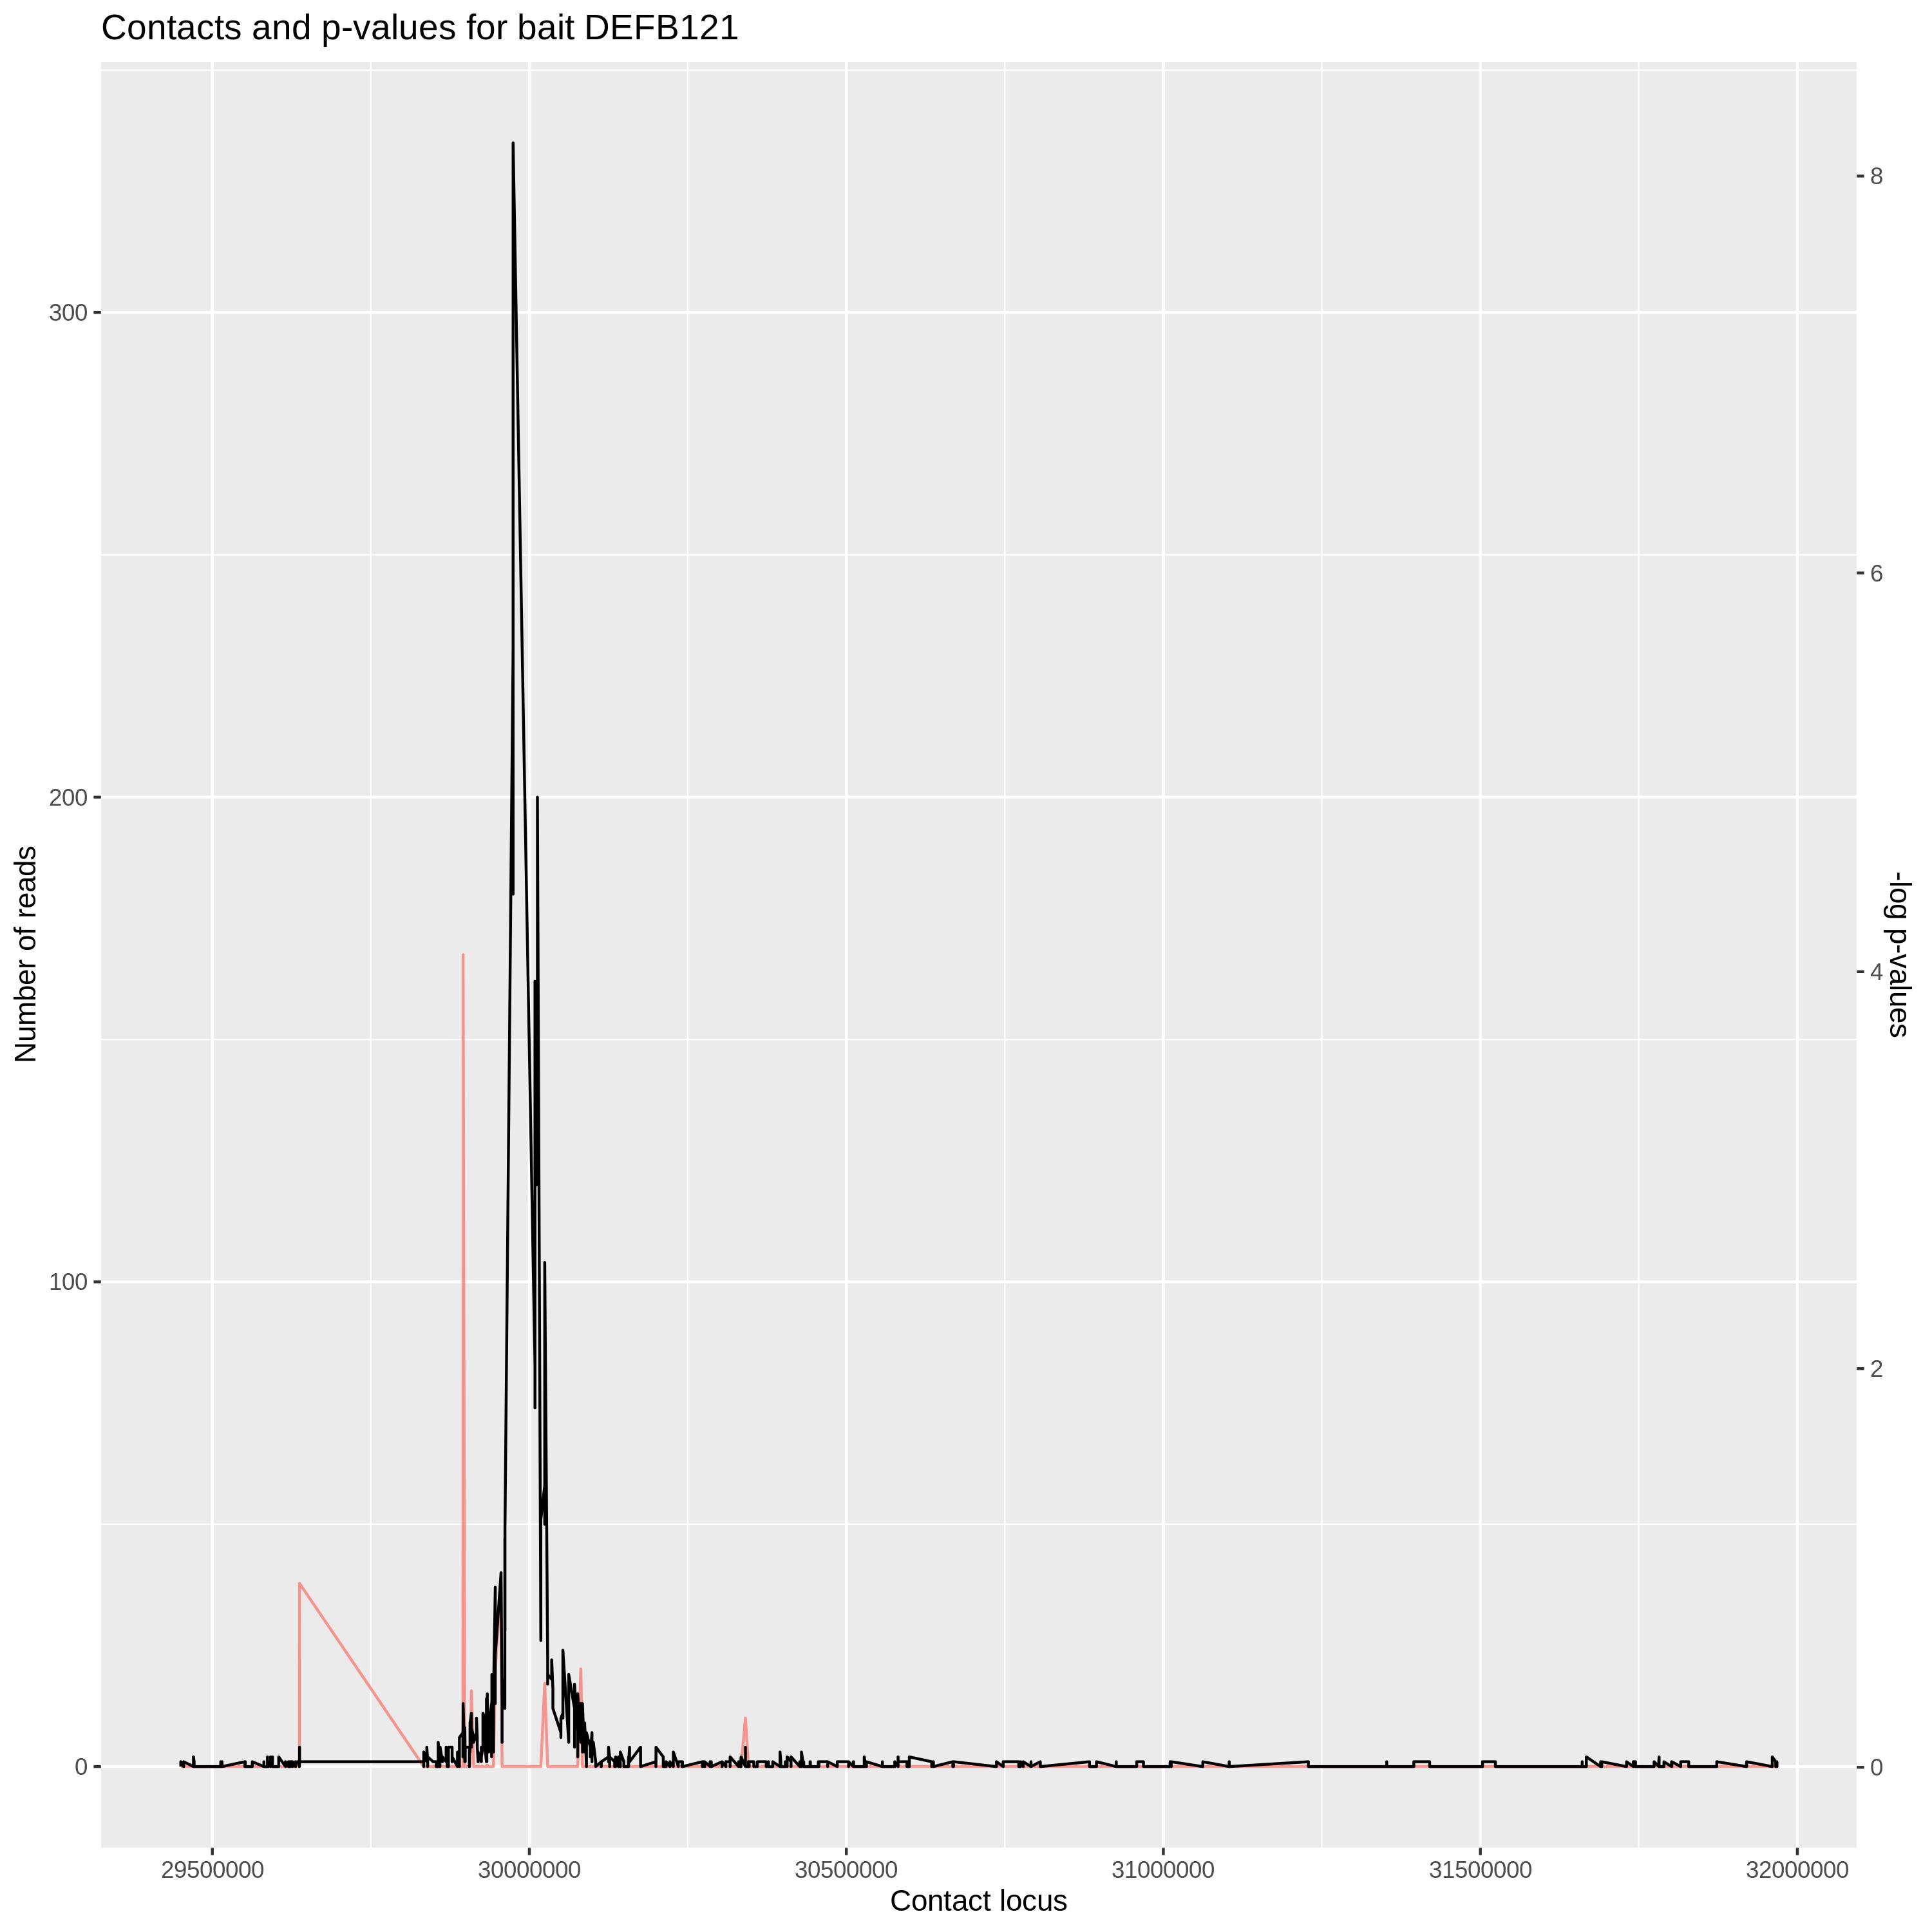 Contacts and p-values for bait DEFB121
300
200
100
0
8
6
4
2
0
Number of reads
-log p-values
29500000 30000000 30500000 31000000 31500000 32000000
Contact locus